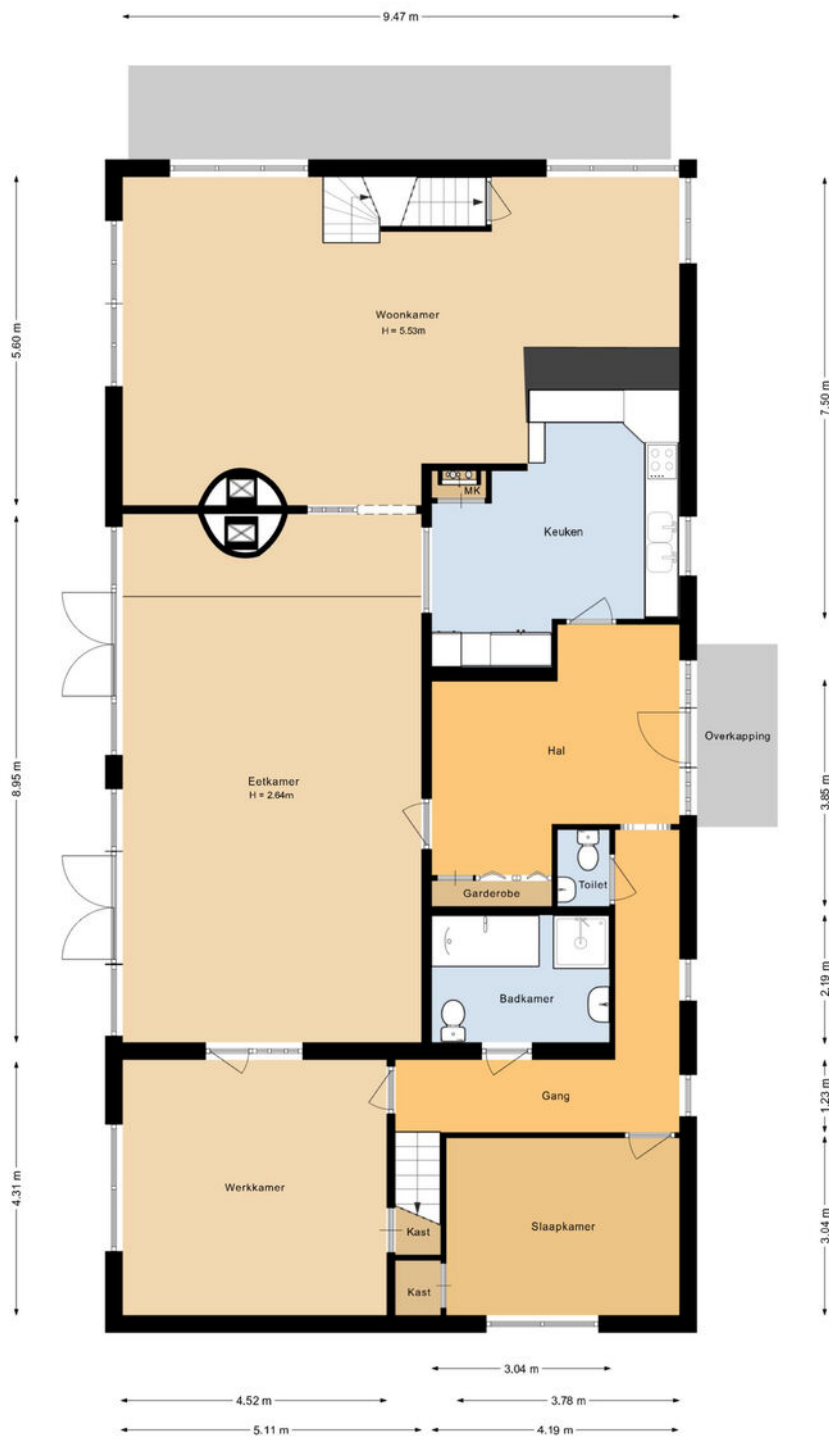 9.47 m
5.60 m
Woonkamer
H = 5.53m
7.50 m
MK
Keuken
8.95 m
Eetkamer
H = 2.64m
Hal
Overkapping
3.85 m
Garderobe
Toilet
Badkamer
2.19 m
Gang
1.23 m
4.31 m
Werkkamer
Kast
Slaapkamer
3.04 m
Kast
3.04 m
4.52 m
3.78 m
5.11 m
4.19 m